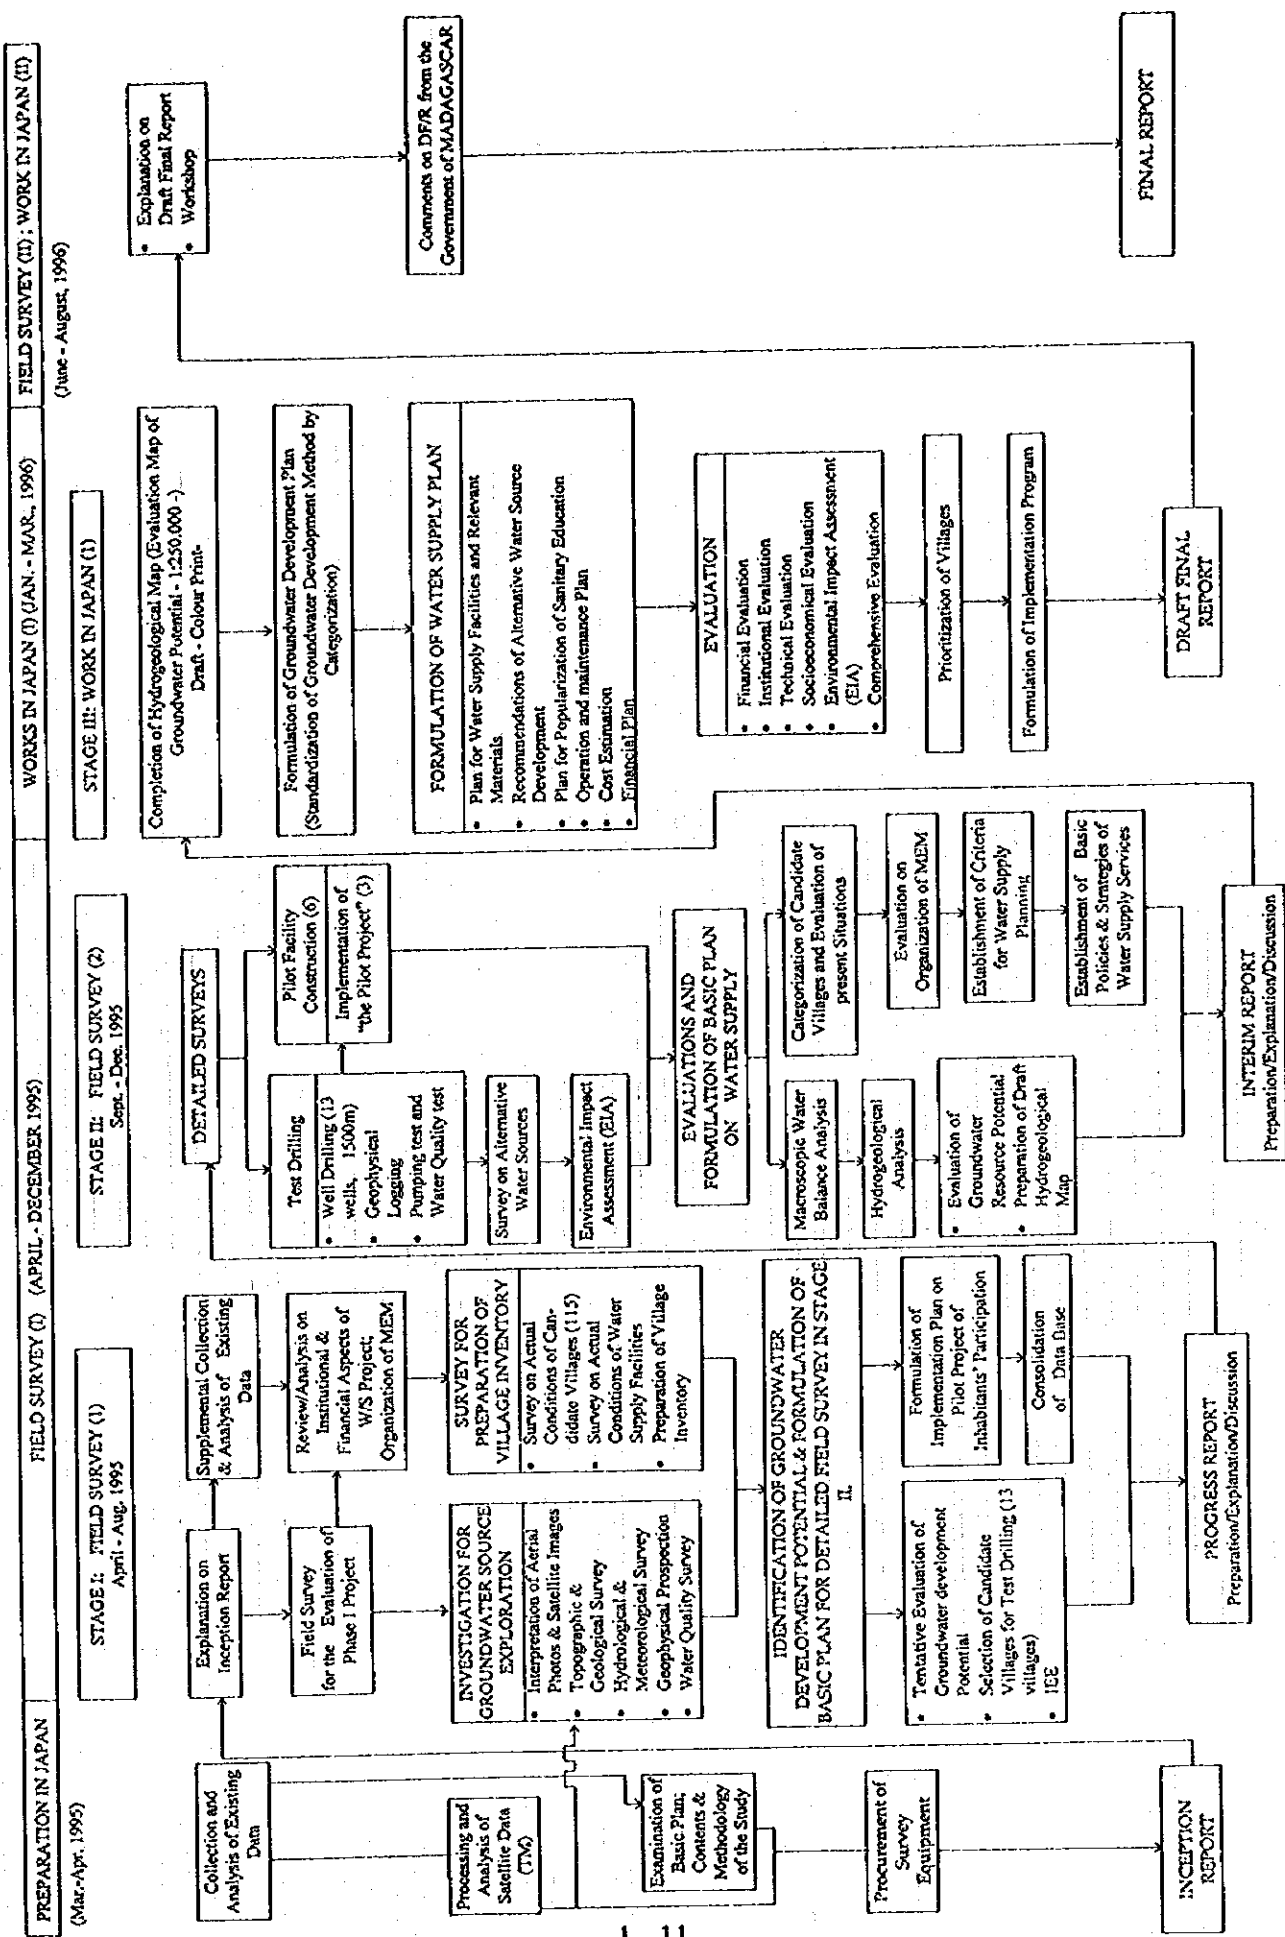 PREPARATION IN JAPAN
FIELD SURVEY (I) (APRIL - DECEMBER 1995)
WORKS IN JAPAN (I) (JAN. - MAR., 1996)
FIELD SURVEY (II) ; WORK IN JAPAN (II)
(Mar.-Apr. 1995)
Collection and
Analysis of Existing
Data
Processing and
Analysis of
Satellite Data
(TM)
Examination of
Basic Plan;
Contents &
Methodology
of the Study
Procurement of
Survey
Equipment
INCEPTION
REPORT
STAGE I: FIELD SURVEY (1)
April - Aug. 1995
Explanation on
Inception Report
Supplemental Collection
& Analysis of Existing
Data
Field Survey
for the Evaluation of
Phase I Project
Review/Analysis on
Institutional &
Financial Aspects of
W/S Project;
Organization of MEM
INVESTIGATION FOR
GROUNDWATER SOURCE
EXPLORATION
• Interpretation of Aerial
Photos & Satellite Images
• Topographic &
Geological Survey
• Hydrological &
Meteorological Survey
• Geophysical Prospection
• Water Quality Survey
SURVEY FOR
PREPARATION OF
VILLAGE INVENTORY
• Survey on Actual
Conditions of Can-
didate Villages (115)
• Survey on Actual
Conditions of Water
Supply Facilities
• Preparation of Village
Inventory
IDENTIFICATION OF GROUNDWATER
DEVELOPMENT POTENTIAL & FORMULATION OF
BASIC PLAN FOR DETAILED FIELD SURVEY IN STAGE
II.
• Tentative Evaluation of
Groundwater development
Potential
• Selection of Candidate
Villages for Test Drilling (13
villages)
• IEE
Formulation of
Implementation Plan on
Pilot Project of
Inhabitants' Participation
Consolidation
of Data Base
PROGRESS REPORT
Preparation/Explanation/Discussion
STAGE II: FIELD SURVEY (2)
Sept. - Dec. 1995
DETAILED SURVEYS
Test Drilling
• Well Drilling (13
wells, 1500m)
• Geophysical
Logging
• Pumping test and
Water Quality test
Pilot Facility
Construction (6)
Implementation of
"the Pilot Project" (3)
Survey on Alternative
Water Sources
Environmental Impact
Assessment (EIA)
EVALUATIONS AND
FORMULATION OF BASIC PLAN
ON WATER SUPPLY
Macroscopic Water
Balance Analysis
Hydrogeological
Analysis
• Evaluation of
Groundwater
Resource Potential
• Preparation of Draft
Hydrogeological
Map
Categorization of Candidate
Villages and Evaluation of
present Situations
Evaluation on
Organization of MEM
Establishment of Criteria
for Water Supply
Planning
Establishment of Basic
Policies & Strategies of
Water Supply Services
INTERIM REPORT
Preparation/Explanation/Discussion
STAGE III: WORK IN JAPAN (1)
Completion of Hydrogeological Map (Evaluation Map of
Groundwater Potential - 1:250.000 -)
Draft - Colour Print-
Formulation of Groundwater Development Plan
(Standardization of Groundwater Development Method by
Categorization)
FORMULATION OF WATER SUPPLY PLAN
• Plan for Water Supply Facilities and Relevant
Materials
• Recommendations of Alternative Water Source
Development
• Plan for Popularization of Sanitary Education
• Operation and maintenance Plan
• Cost Estimation
• Financial Plan
EVALUATION
• Financial Evaluation
• Institutional Evaluation
• Technical Evaluation
• Socioeconomical Evaluation
• Environmental Impact Assessment
(EIA)
• Comprehensive Evaluation
Prioritization of Villages
Formulation of Implementation Program
DRAFT FINAL
REPORT
(June - August, 1996)
• Explanation on
Draft Final Report
• Workshop
Comments on DF/R from the
Government of MADAGASCAR
FINAL REPORT